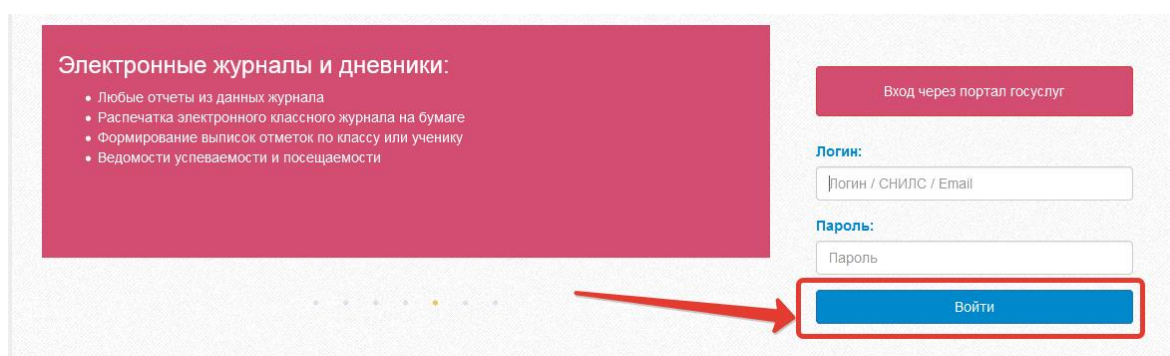 Электронные журналы и дневники:
• Любые отчеты из данных журнала
• Распечатка электронного классного журнала на бумаге
• Формирование выписок отметок по классу или ученику
• Ведомости успеваемости и посещаемости
Вход через портал госуслуг
Логин:
Логин / СНИЛС / Email
Пароль:
Пароль
Войти